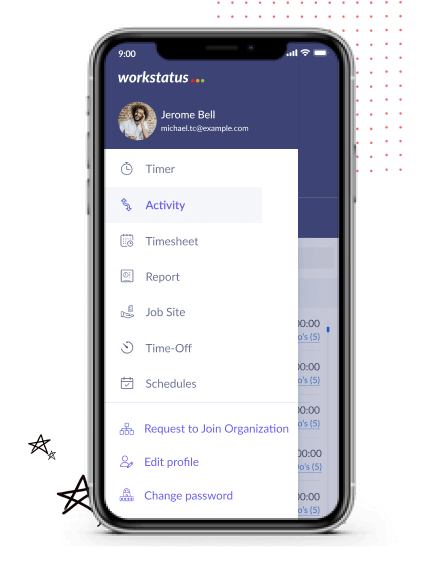 9:00
workstatus
Jerome Bell
michael.tc@example.com
Timer
Activity
Timesheet
Report
Job Site
Time-Off
Schedules
Request to Join Organization
Edit profile
Change password
00:00
o's (5)
00:00
o's (5)
00:00
o's (5)
00:00
o's (5)
00:00
o's (5)